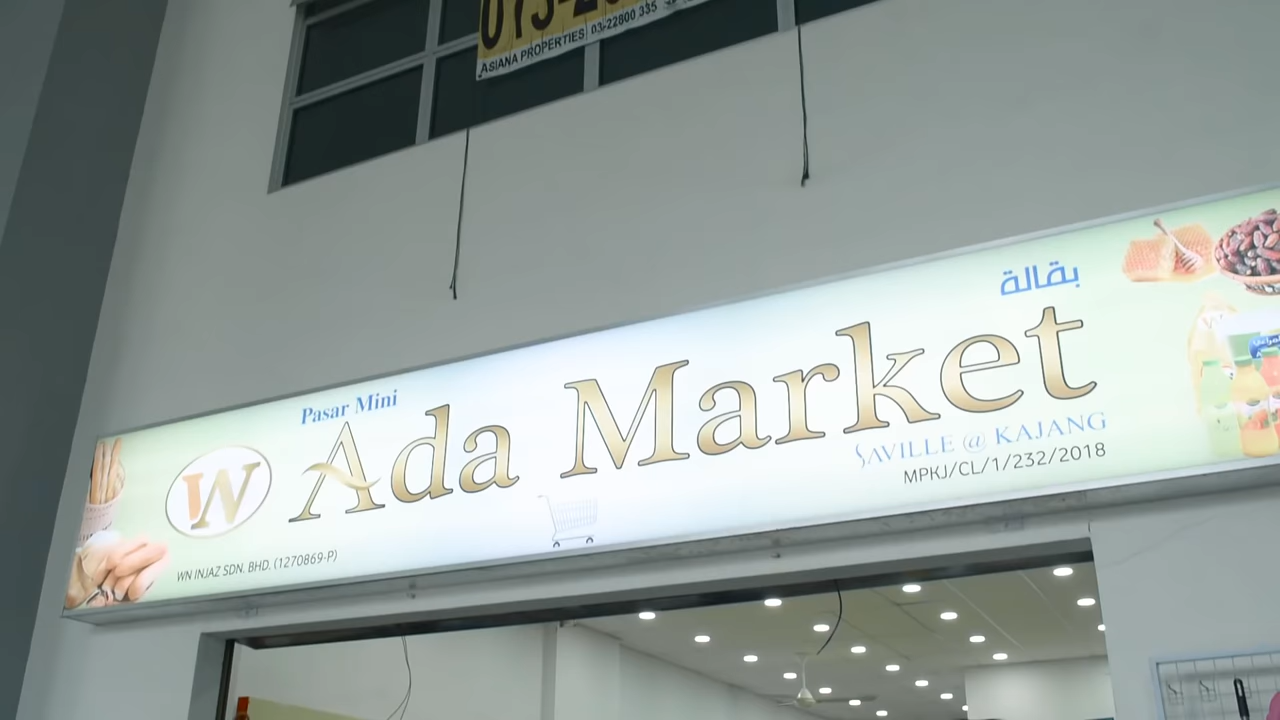 ASIANA PROPERTIES 03-22800 335
بقالة
Pasar Mini
W Ada Market
SAVILLE @ KAJANG
MPKJ/CL/1/232/2018
WN INJAZ SDN. BHD. (1270869-P)